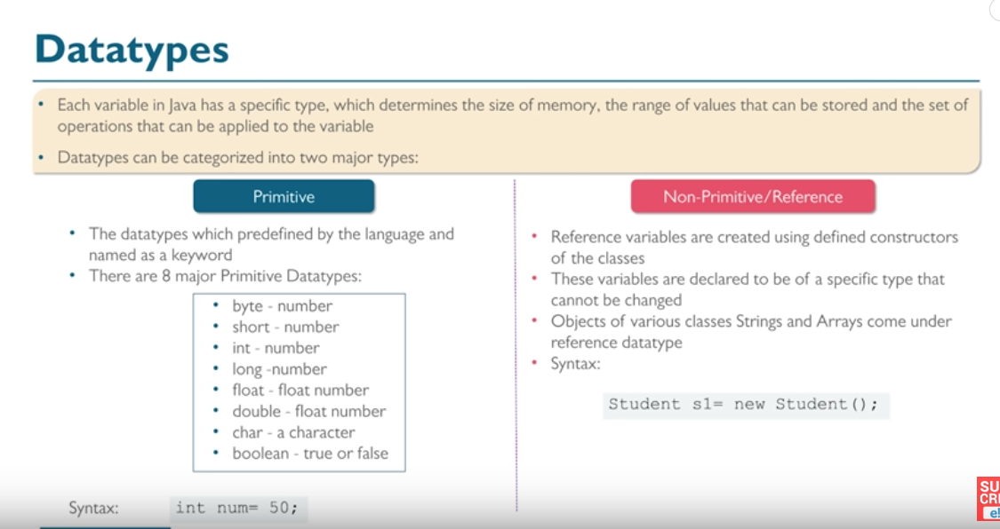 Datatypes
• Each variable in Java has a specific type, which determines the size of memory, the range of values that can be stored and the set of
operations that can be applied to the variable
• Datatypes can be categorized into two major types:
Primitive
• The datatypes which predefined by the language and
named as a keyword
• There are 8 major Primitive Datatypes:
• byte - number
• short - number
• int - number
• long -number
• float - float number
• double - float number
• char - a character
• boolean - true or false
Syntax: int num= 50;
Non-Primitive/Reference
• Reference variables are created using defined constructors
of the classes
• These variables are declared to be of a specific type that
cannot be changed
• Objects of various classes Strings and Arrays come under
reference datatype
• Syntax:
Student s1= new Student();
SU
CRI
e!